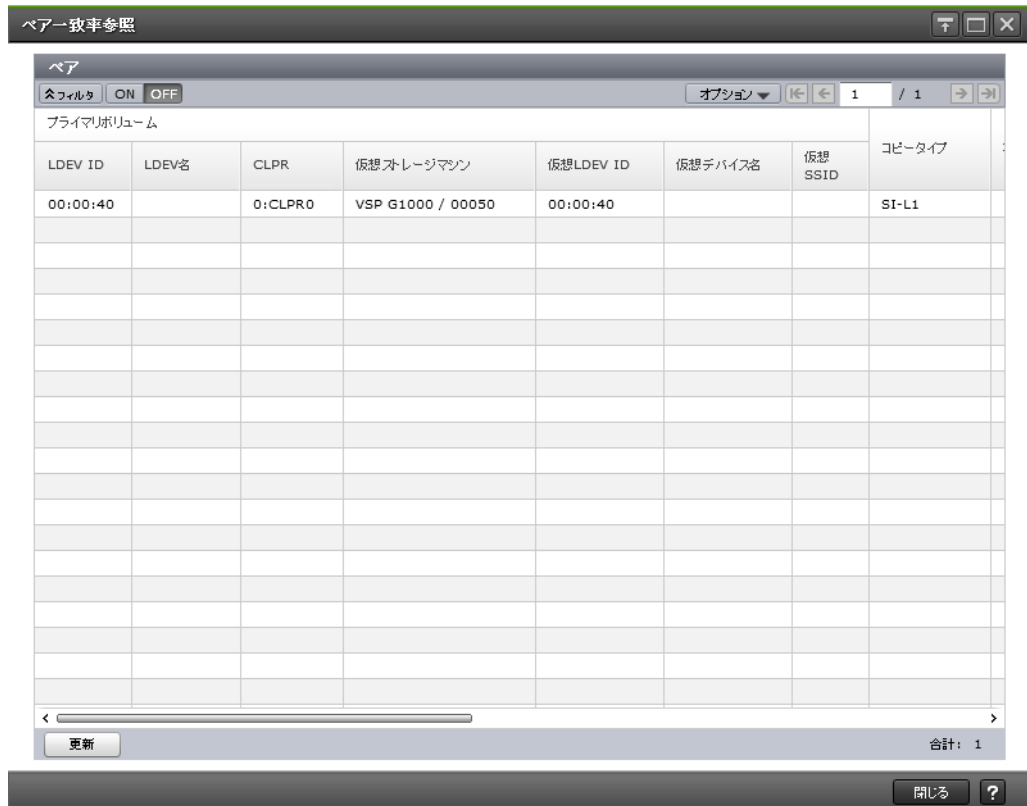 ペア一致率参照
ペア
フィルタ ON OFF オプション 1 / 1
プライマリボリューム
LDEV ID LDEV名 CLPR 仮想ストレージマシン 仮想LDEV ID 仮想デバイス名 仮想 SSID コピータイプ
00:00:40 0:CLPR0 VSP G1000 / 00050 00:00:40 SI-L1
更新 合計: 1
閉じる ?